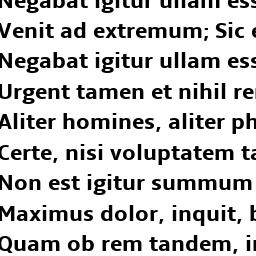 Negabat igitur ullam ess
Venit ad extremum; Sic
Negabat igitur ullam ess
Urgent tamen et nihil re
Aliter homines, aliter ph
Certe, nisi voluptatem ta
Non est igitur summum
Maximus dolor, inquit,
Quam ob rem tandem, in